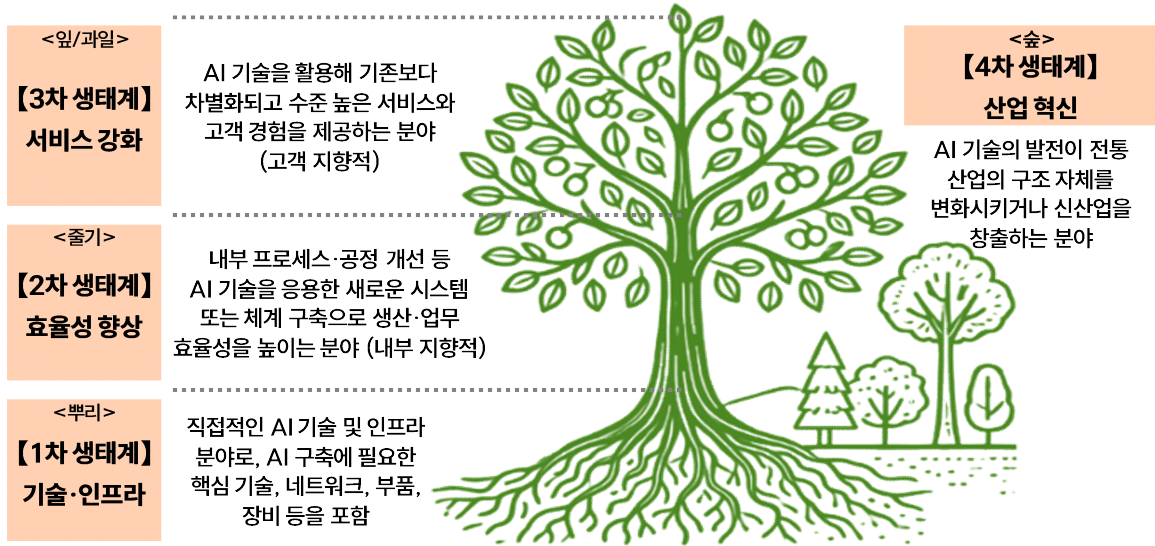 <잎/과일>
【3차 생태계】
서비스 강화
AI 기술을 활용해 기존보다
차별화되고 수준 높은 서비스와
고객 경험을 제공하는 분야
(고객 지향적)
<줄기>
【2차 생태계】
효율성 향상
내부 프로세스·공정 개선 등
AI 기술을 응용한 새로운 시스템
또는 체계 구축으로 생산·업무
효율성을 높이는 분야 (내부 지향적)
<뿌리>
【1차 생태계】
기술·인프라
직접적인 AI 기술 및 인프라
분야로, AI 구축에 필요한
핵심 기술, 네트워크, 부품,
장비 등을 포함
<숲>
【4차 생태계】
산업 혁신
AI 기술의 발전이 전통
산업의 구조 자체를
변화시키거나 신산업을
창출하는 분야